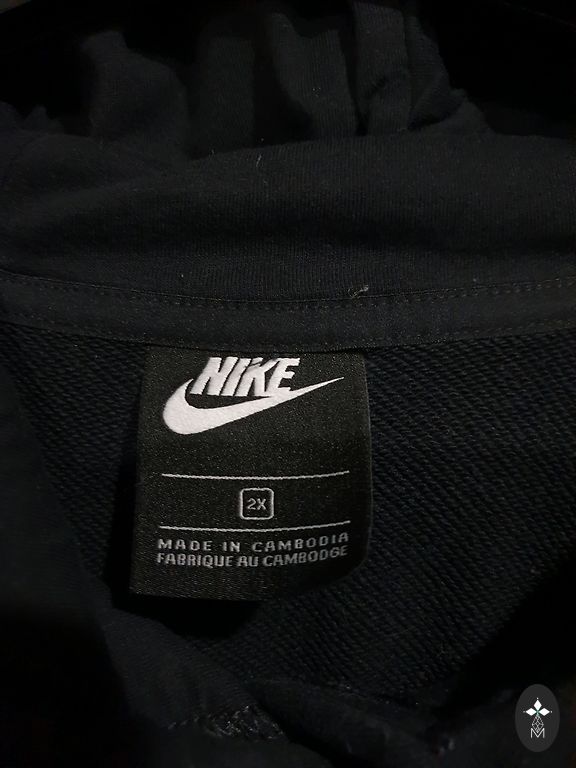 NIKE
2X
MADE IN CAMBODIA
FABRIQUE AU CAMBODGE
M